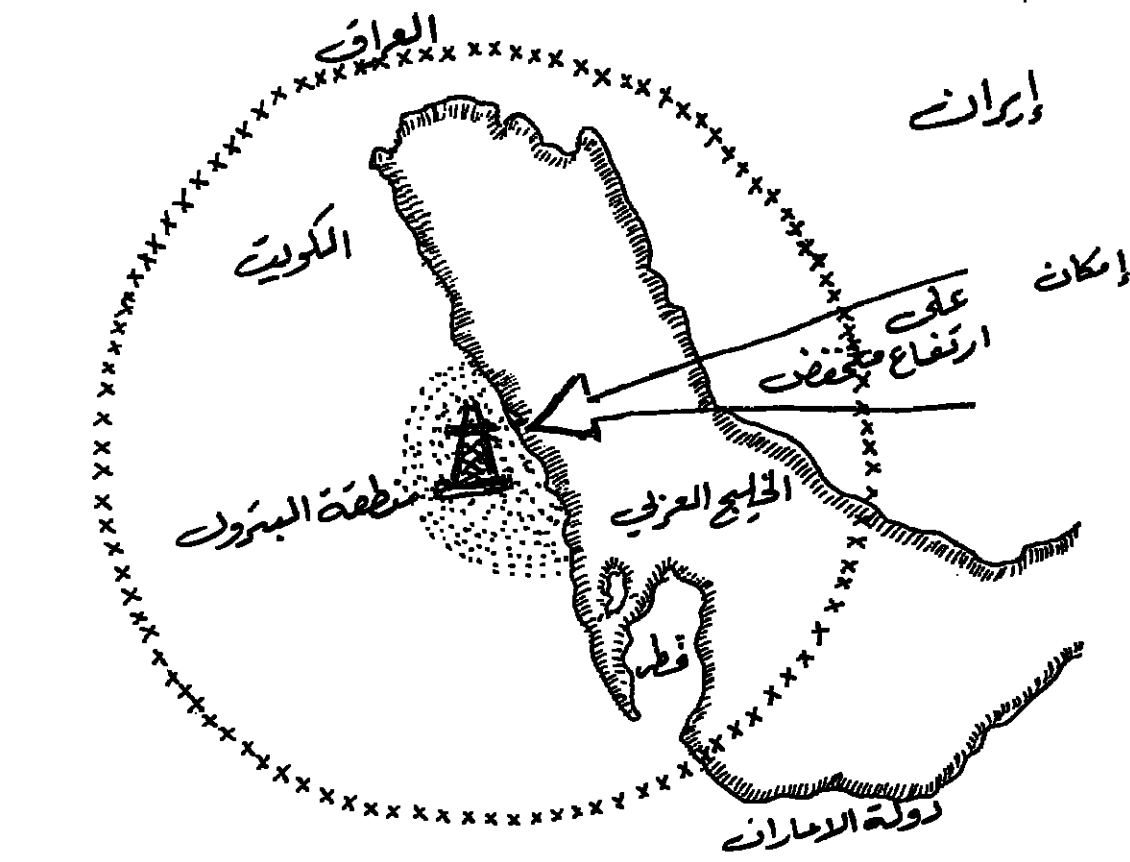 العراق
إيران
الكويت
إمكان
على
ارتفاع منخفض
الخليج العربي
منطقة البترول
قطر
دولة الامارات